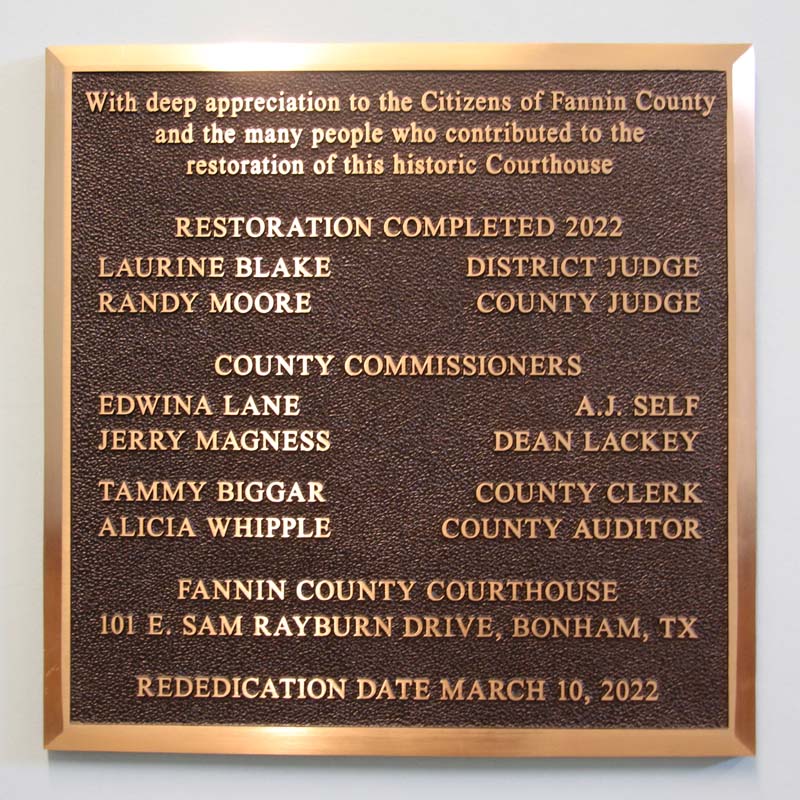 With deep appreciation to the Citizens of Fannin County
and the many people who contributed to the
restoration of this historic Courthouse
RESTORATION COMPLETED 2022
LAURINE BLAKE DISTRICT JUDGE
RANDY MOORE COUNTY JUDGE
COUNTY COMMISSIONERS
EDWINA LANE A.J. SELF
JERRY MAGNESS DEAN LACKEY
TAMMY BIGGAR COUNTY CLERK
ALICIA WHIPPLE COUNTY AUDITOR
FANNIN COUNTY COURTHOUSE
101 E. SAM RAYBURN DRIVE, BONHAM, TX
REDEDICATION DATE MARCH 10, 2022